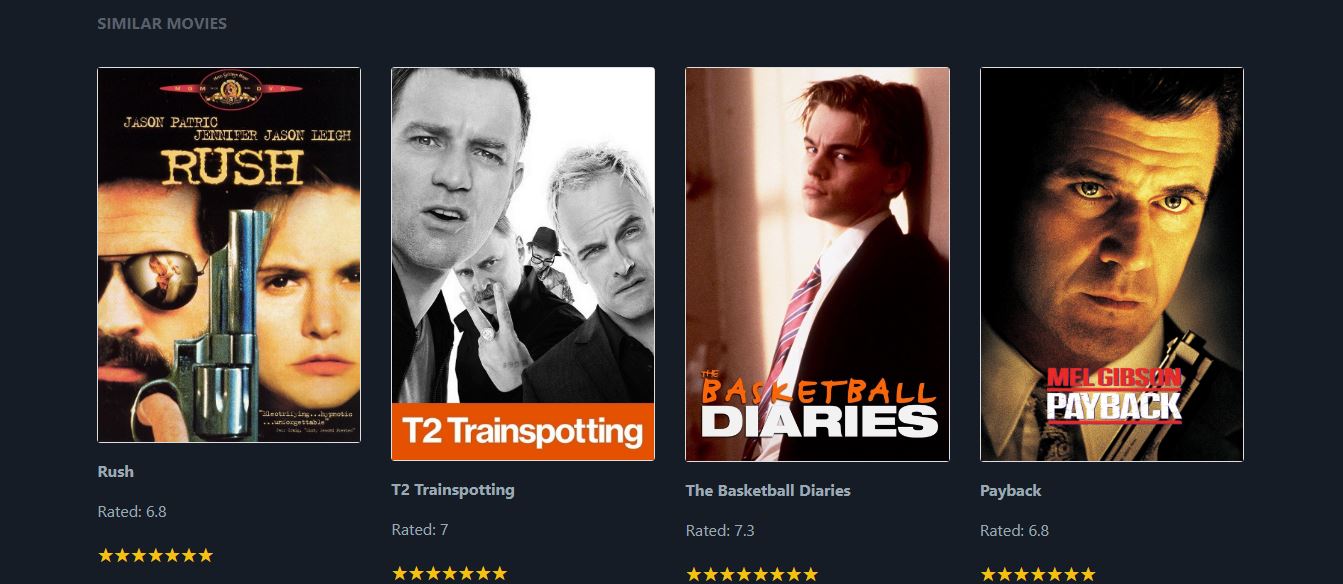 SIMILAR MOVIES
MGM DVD
JASON PATRIC
JENNIFER JASON LEIGH
RUSH
"Electrifying...hypnotic
...unforgettable"
Rush
Rated: 6.8
★★★★★★★
T2 Trainspotting
T2 Trainspotting
Rated: 7
★★★★★★★
THE
BASKETBALL
DIARIES
The Basketball Diaries
Rated: 7.3
★★★★★★★★
MEL GIBSON
PAYBACK
Payback
Rated: 6.8
★★★★★★★